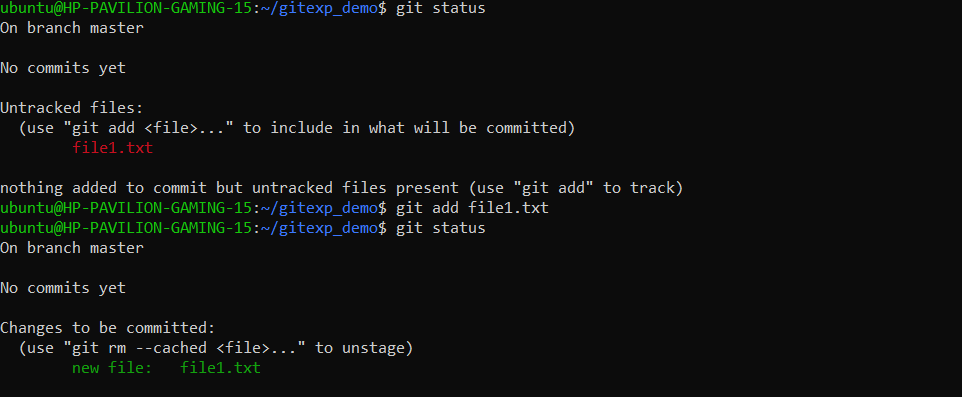 ubuntu@HP-PAVILION-GAMING-15:~/gitexp_demo$ git status
On branch master
No commits yet
Untracked files:
  (use "git add <file>..." to include in what will be committed)
        file1.txt
nothing added to commit but untracked files present (use "git add" to track)
ubuntu@HP-PAVILION-GAMING-15:~/gitexp_demo$ git add file1.txt
ubuntu@HP-PAVILION-GAMING-15:~/gitexp_demo$ git status
On branch master
No commits yet
Changes to be committed:
  (use "git rm --cached <file>..." to unstage)
        new file:   file1.txt